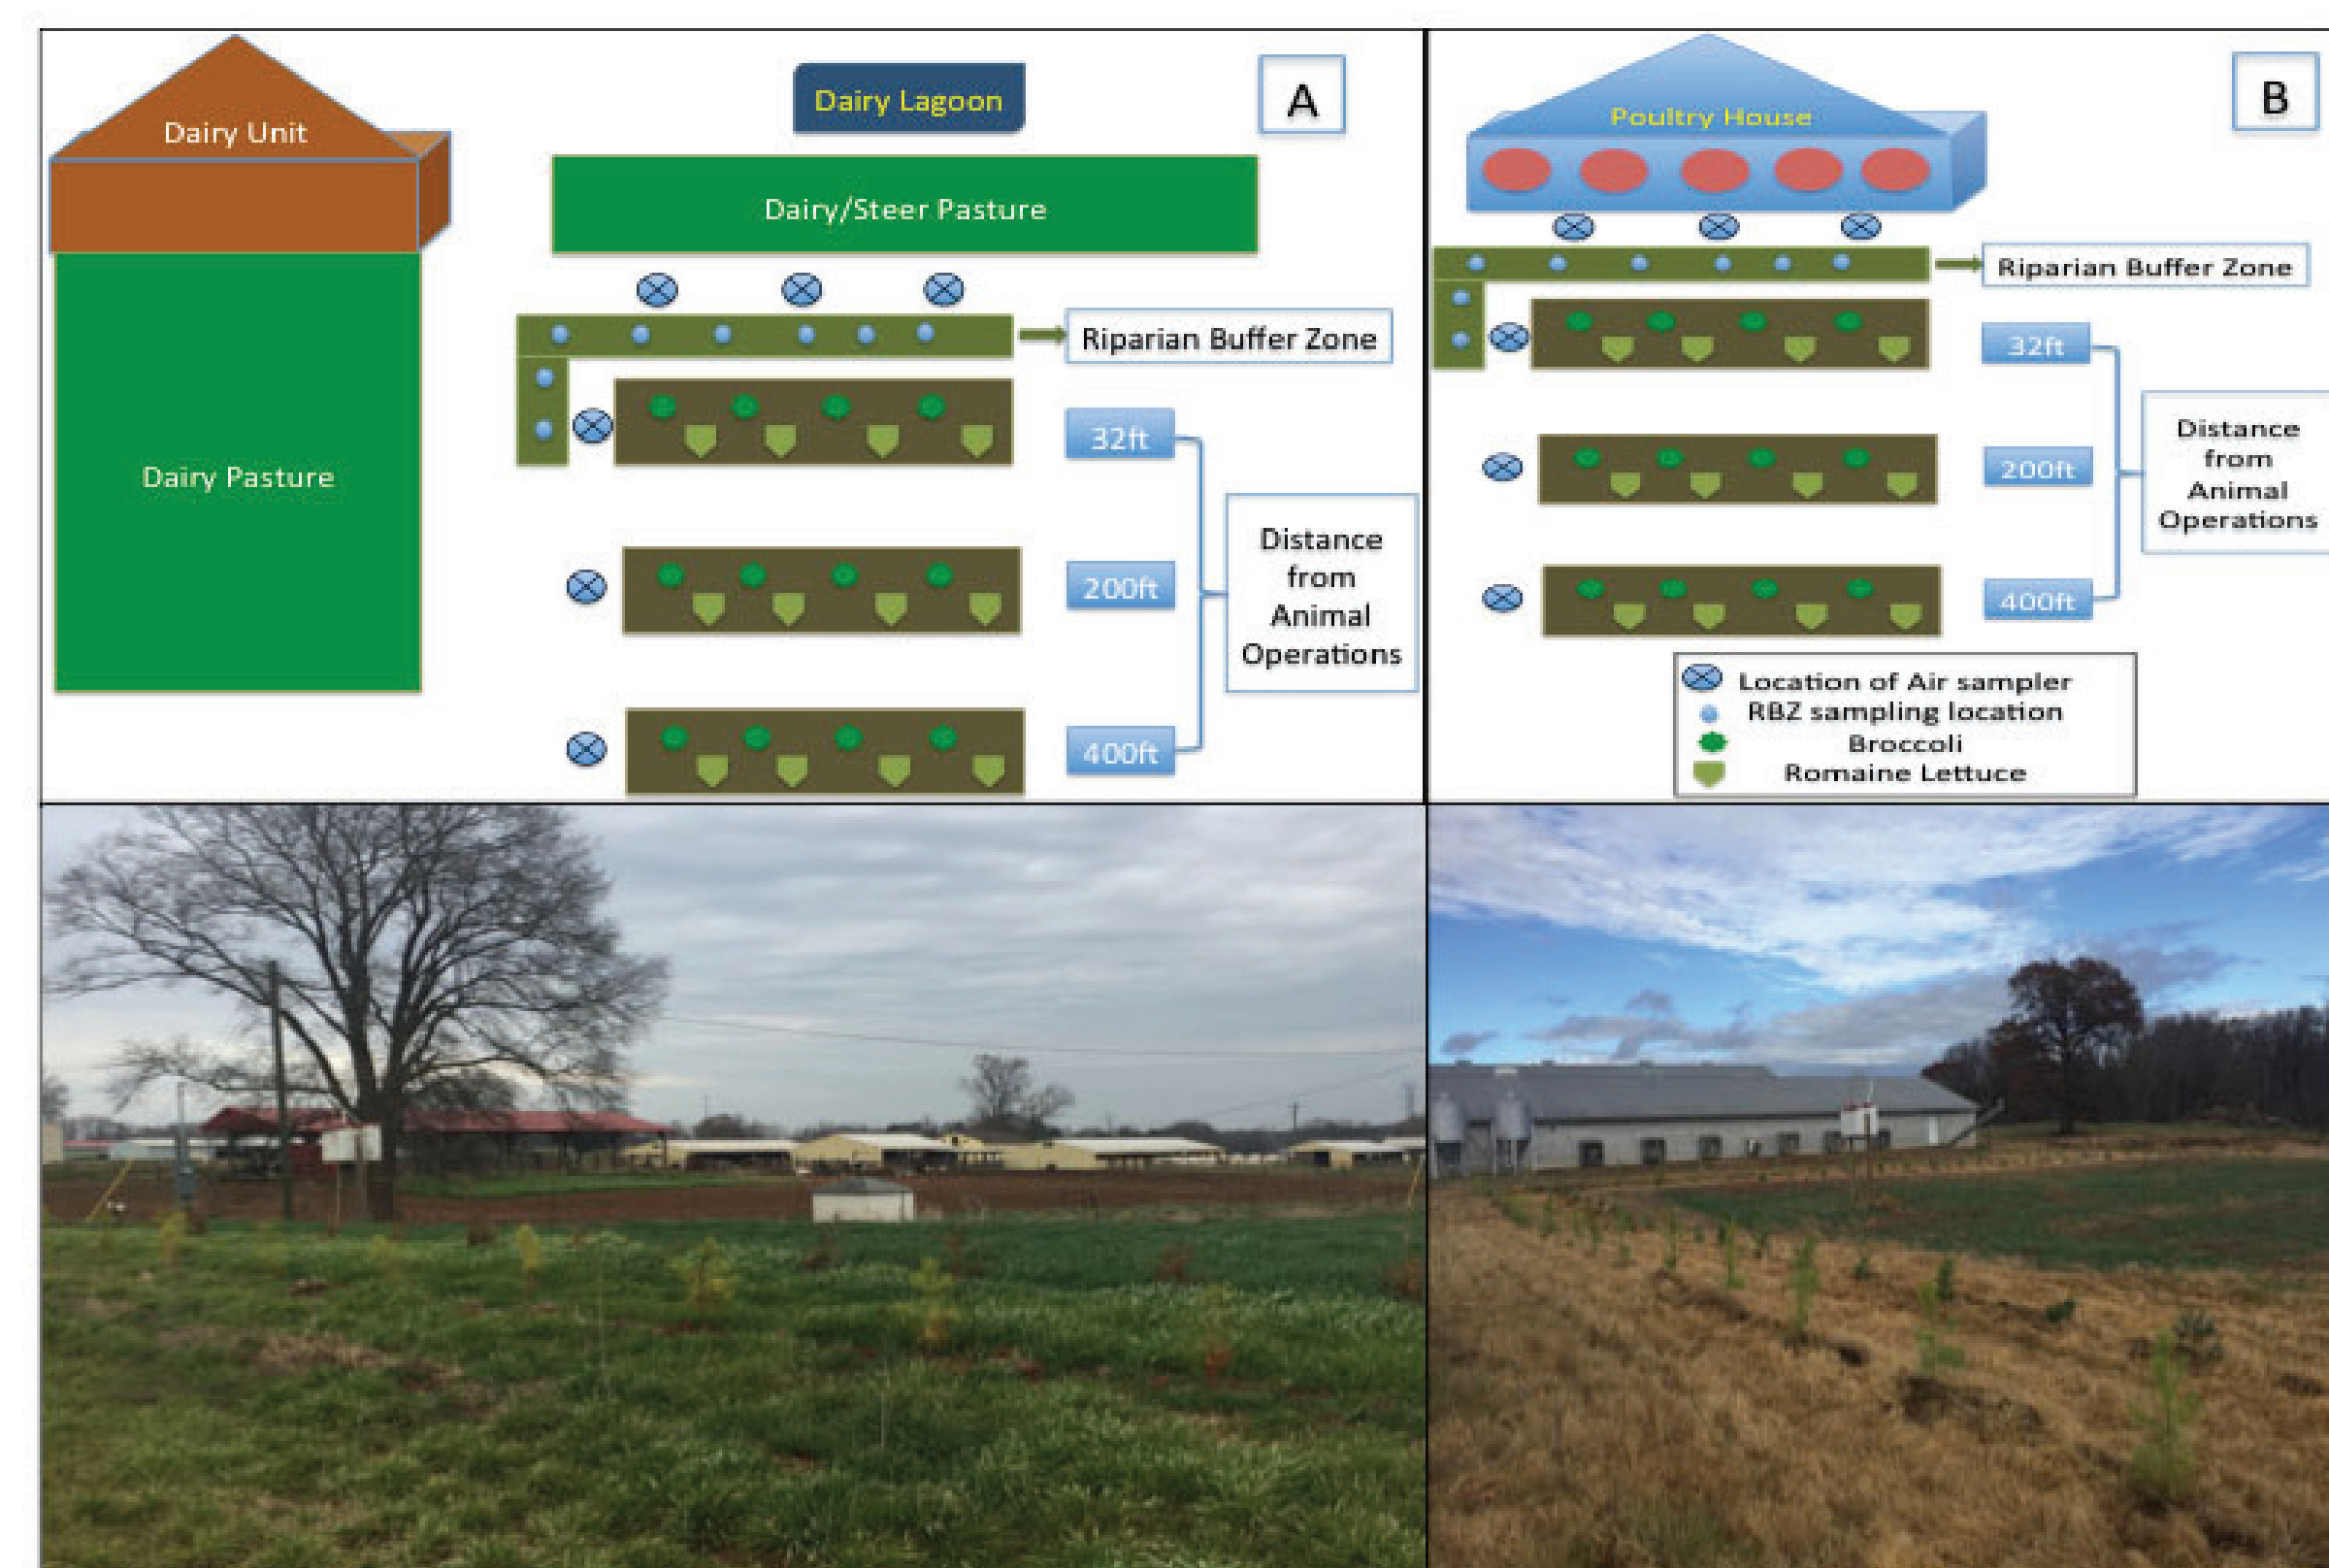 Dairy Unit
Dairy Lagoon
A
Dairy/Steer Pasture
Riparian Buffer Zone
Dairy Pasture
32ft
200ft
400ft
Distance
from
Animal
Operations
Poultry House
B
Riparian Buffer Zone
32ft
200ft
400ft
Distance
from
Animal
Operations
Location of Air sampler
RBZ sampling location
Broccoli
Romaine Lettuce